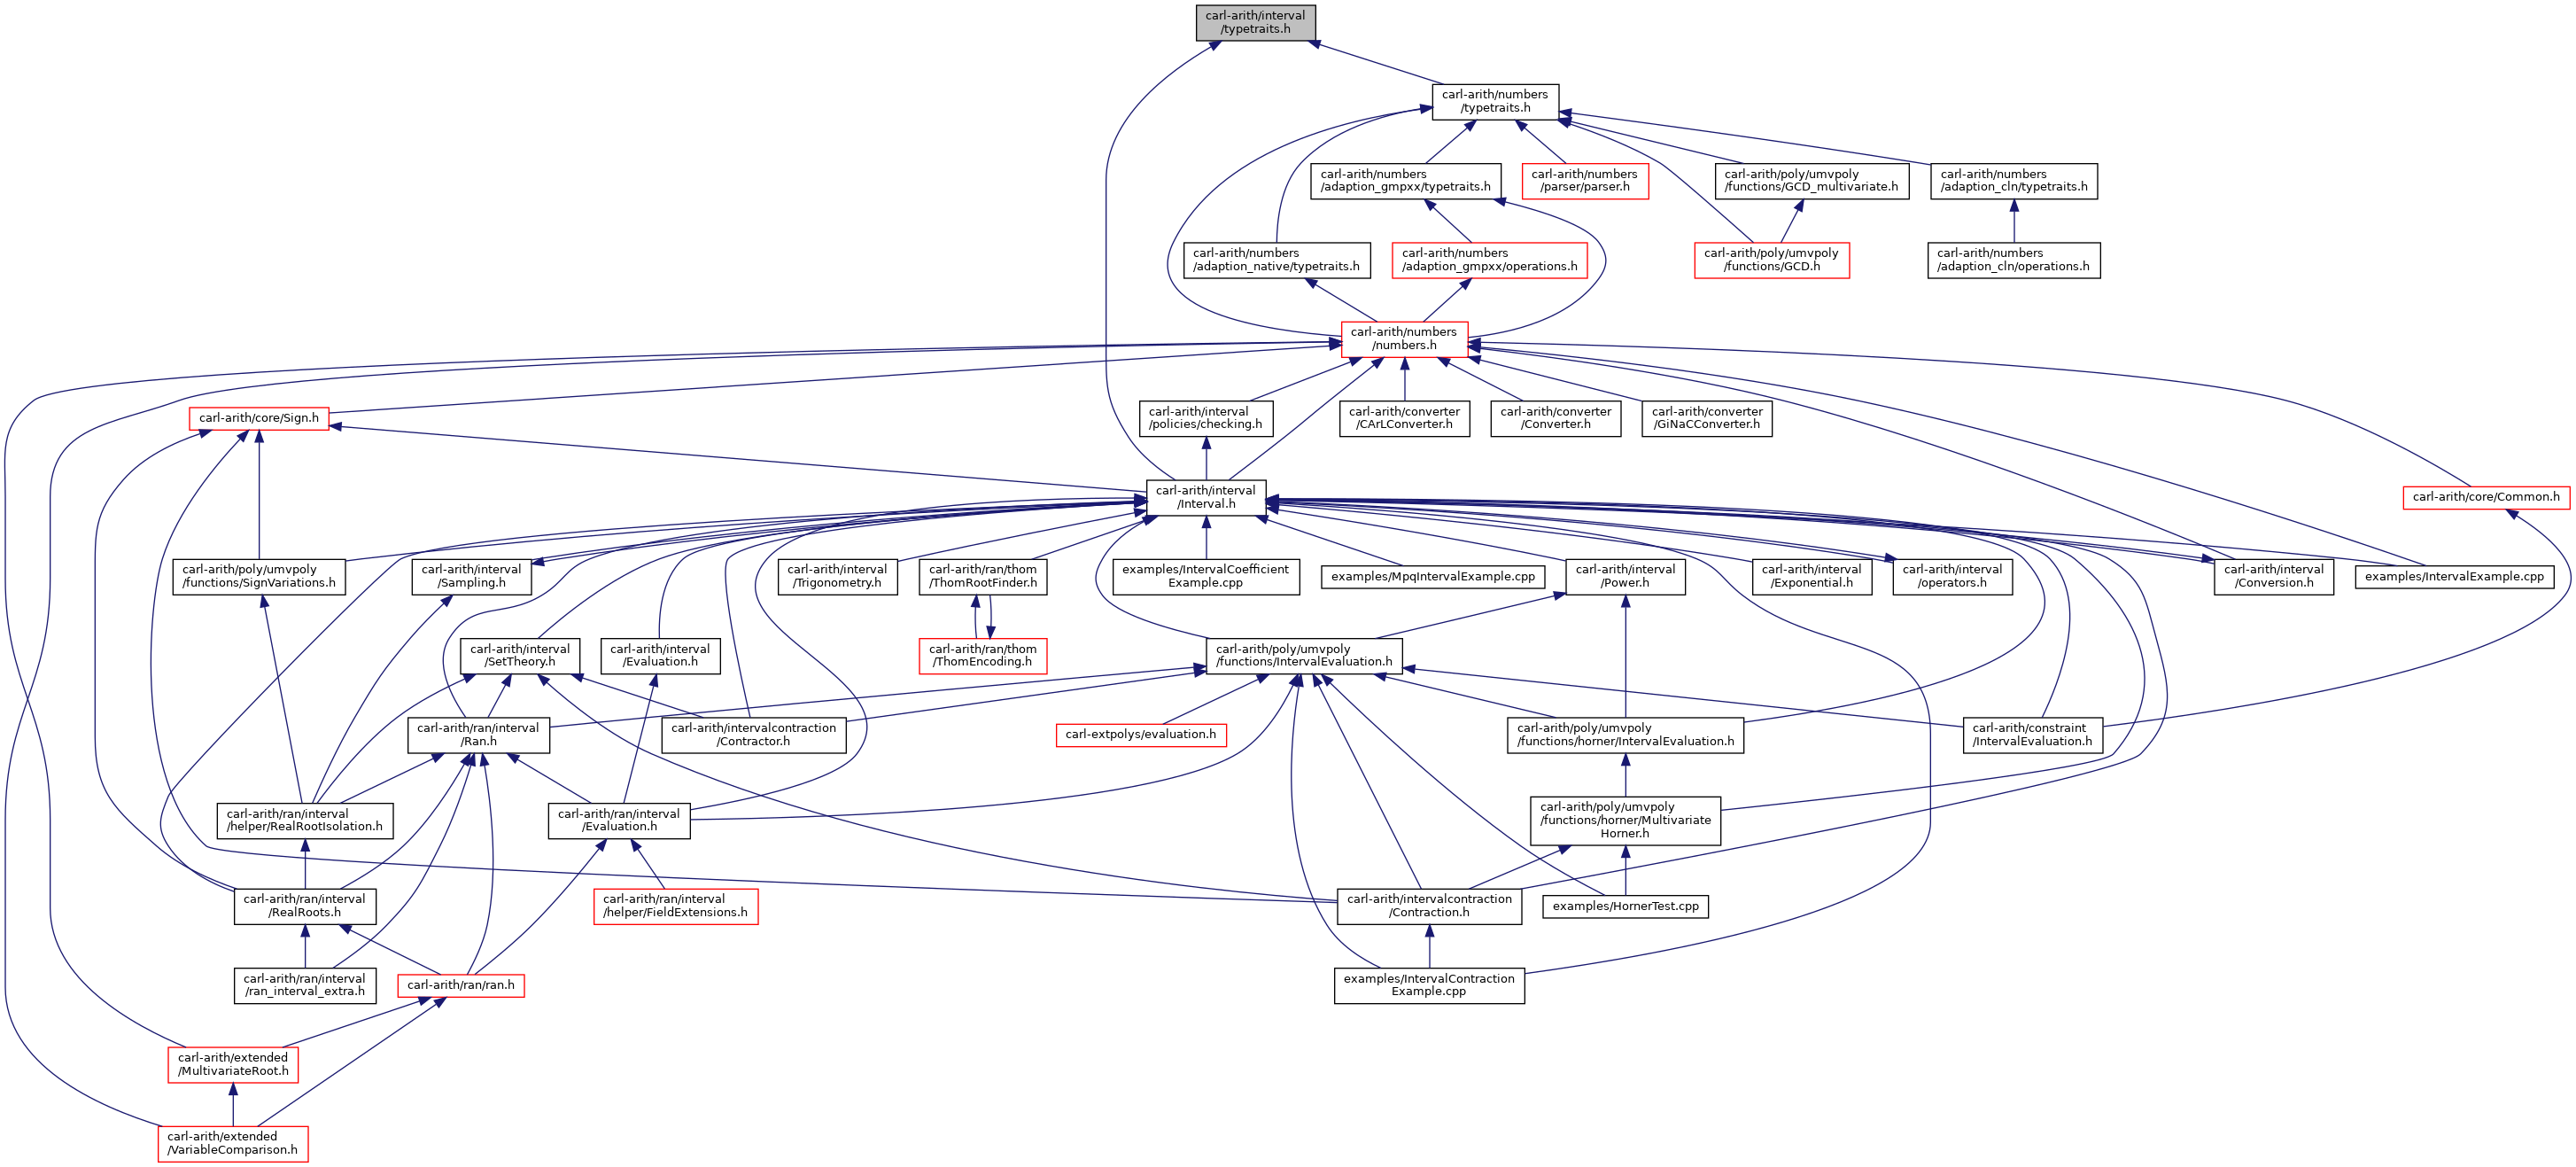 carl-arith/interval
/typetraits.h
carl-arith/numbers
/typetraits.h
carl-arith/numbers
/adaption_gmpxx/typetraits.h
carl-arith/numbers
/parser/parser.h
carl-arith/poly/umvpoly
/functions/GCD_multivariate.h
carl-arith/numbers
/adaption_cln/typetraits.h
carl-arith/numbers
/adaption_native/typetraits.h
carl-arith/numbers
/adaption_gmpxx/operations.h
carl-arith/poly/umvpoly
/functions/GCD.h
carl-arith/numbers
/adaption_cln/operations.h
carl-arith/numbers
/numbers.h
carl-arith/core/Sign.h
carl-arith/interval
/policies/checking.h
carl-arith/converter
/CArLConverter.h
carl-arith/converter
/Converter.h
carl-arith/converter
/GiNaCConverter.h
carl-arith/interval
/Interval.h
carl-arith/core/Common.h
carl-arith/poly/umvpoly
/functions/SignVariations.h
carl-arith/interval
/Sampling.h
carl-arith/interval
/Trigonometry.h
carl-arith/ran/thom
/ThomRootFinder.h
examples/IntervalCoefficient
Example.cpp
examples/MpqIntervalExample.cpp
carl-arith/interval
/Power.h
carl-arith/interval
/Exponential.h
carl-arith/interval
/operators.h
carl-arith/interval
/Conversion.h
examples/IntervalExample.cpp
carl-arith/interval
/SetTheory.h
carl-arith/interval
/Evaluation.h
carl-arith/ran/thom
/ThomEncoding.h
carl-arith/poly/umvpoly
/functions/IntervalEvaluation.h
carl-arith/ran/interval
/Ran.h
carl-arith/intervalcontraction
/Contractor.h
carl-extpolys/evaluation.h
carl-arith/poly/umvpoly
/functions/horner/IntervalEvaluation.h
carl-arith/constraint
/IntervalEvaluation.h
carl-arith/ran/interval
/helper/RealRootIsolation.h
carl-arith/ran/interval
/Evaluation.h
carl-arith/poly/umvpoly
/functions/horner/Multivariate
Horner.h
carl-arith/ran/interval
/RealRoots.h
carl-arith/ran/interval
/helper/FieldExtensions.h
carl-arith/intervalcontraction
/Contraction.h
examples/HornerTest.cpp
carl-arith/ran/interval
/ran_interval_extra.h
carl-arith/ran/ran.h
examples/IntervalContraction
Example.cpp
carl-arith/extended
/MultivariateRoot.h
carl-arith/extended
/VariableComparison.h